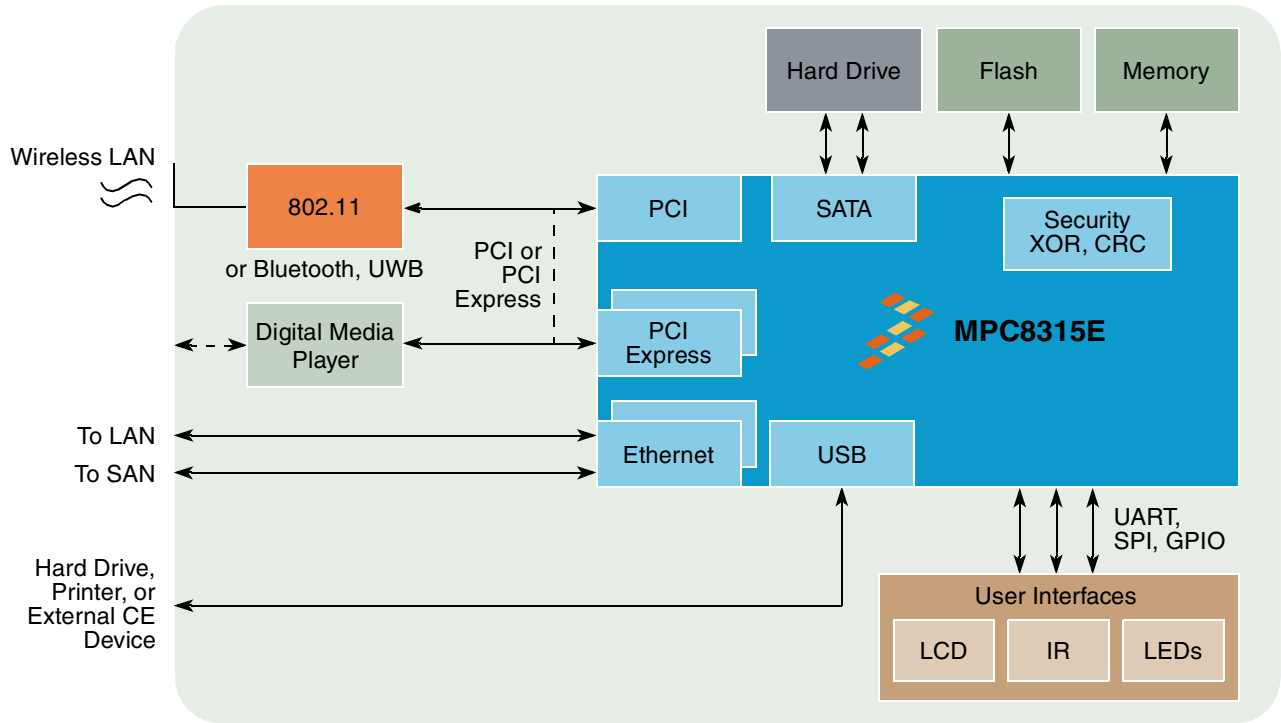 Hard Drive
Flash
Memory
Wireless LAN
802.11
PCI
SATA
Security
XOR, CRC
or Bluetooth, UWB
PCI or
PCI
Express
Digital Media
Player
PCI
Express
MPC8315E
To LAN
To SAN
Ethernet
USB
UART,
SPI, GPIO
Hard Drive,
Printer, or
External CE
Device
User Interfaces
LCD
IR
LEDs